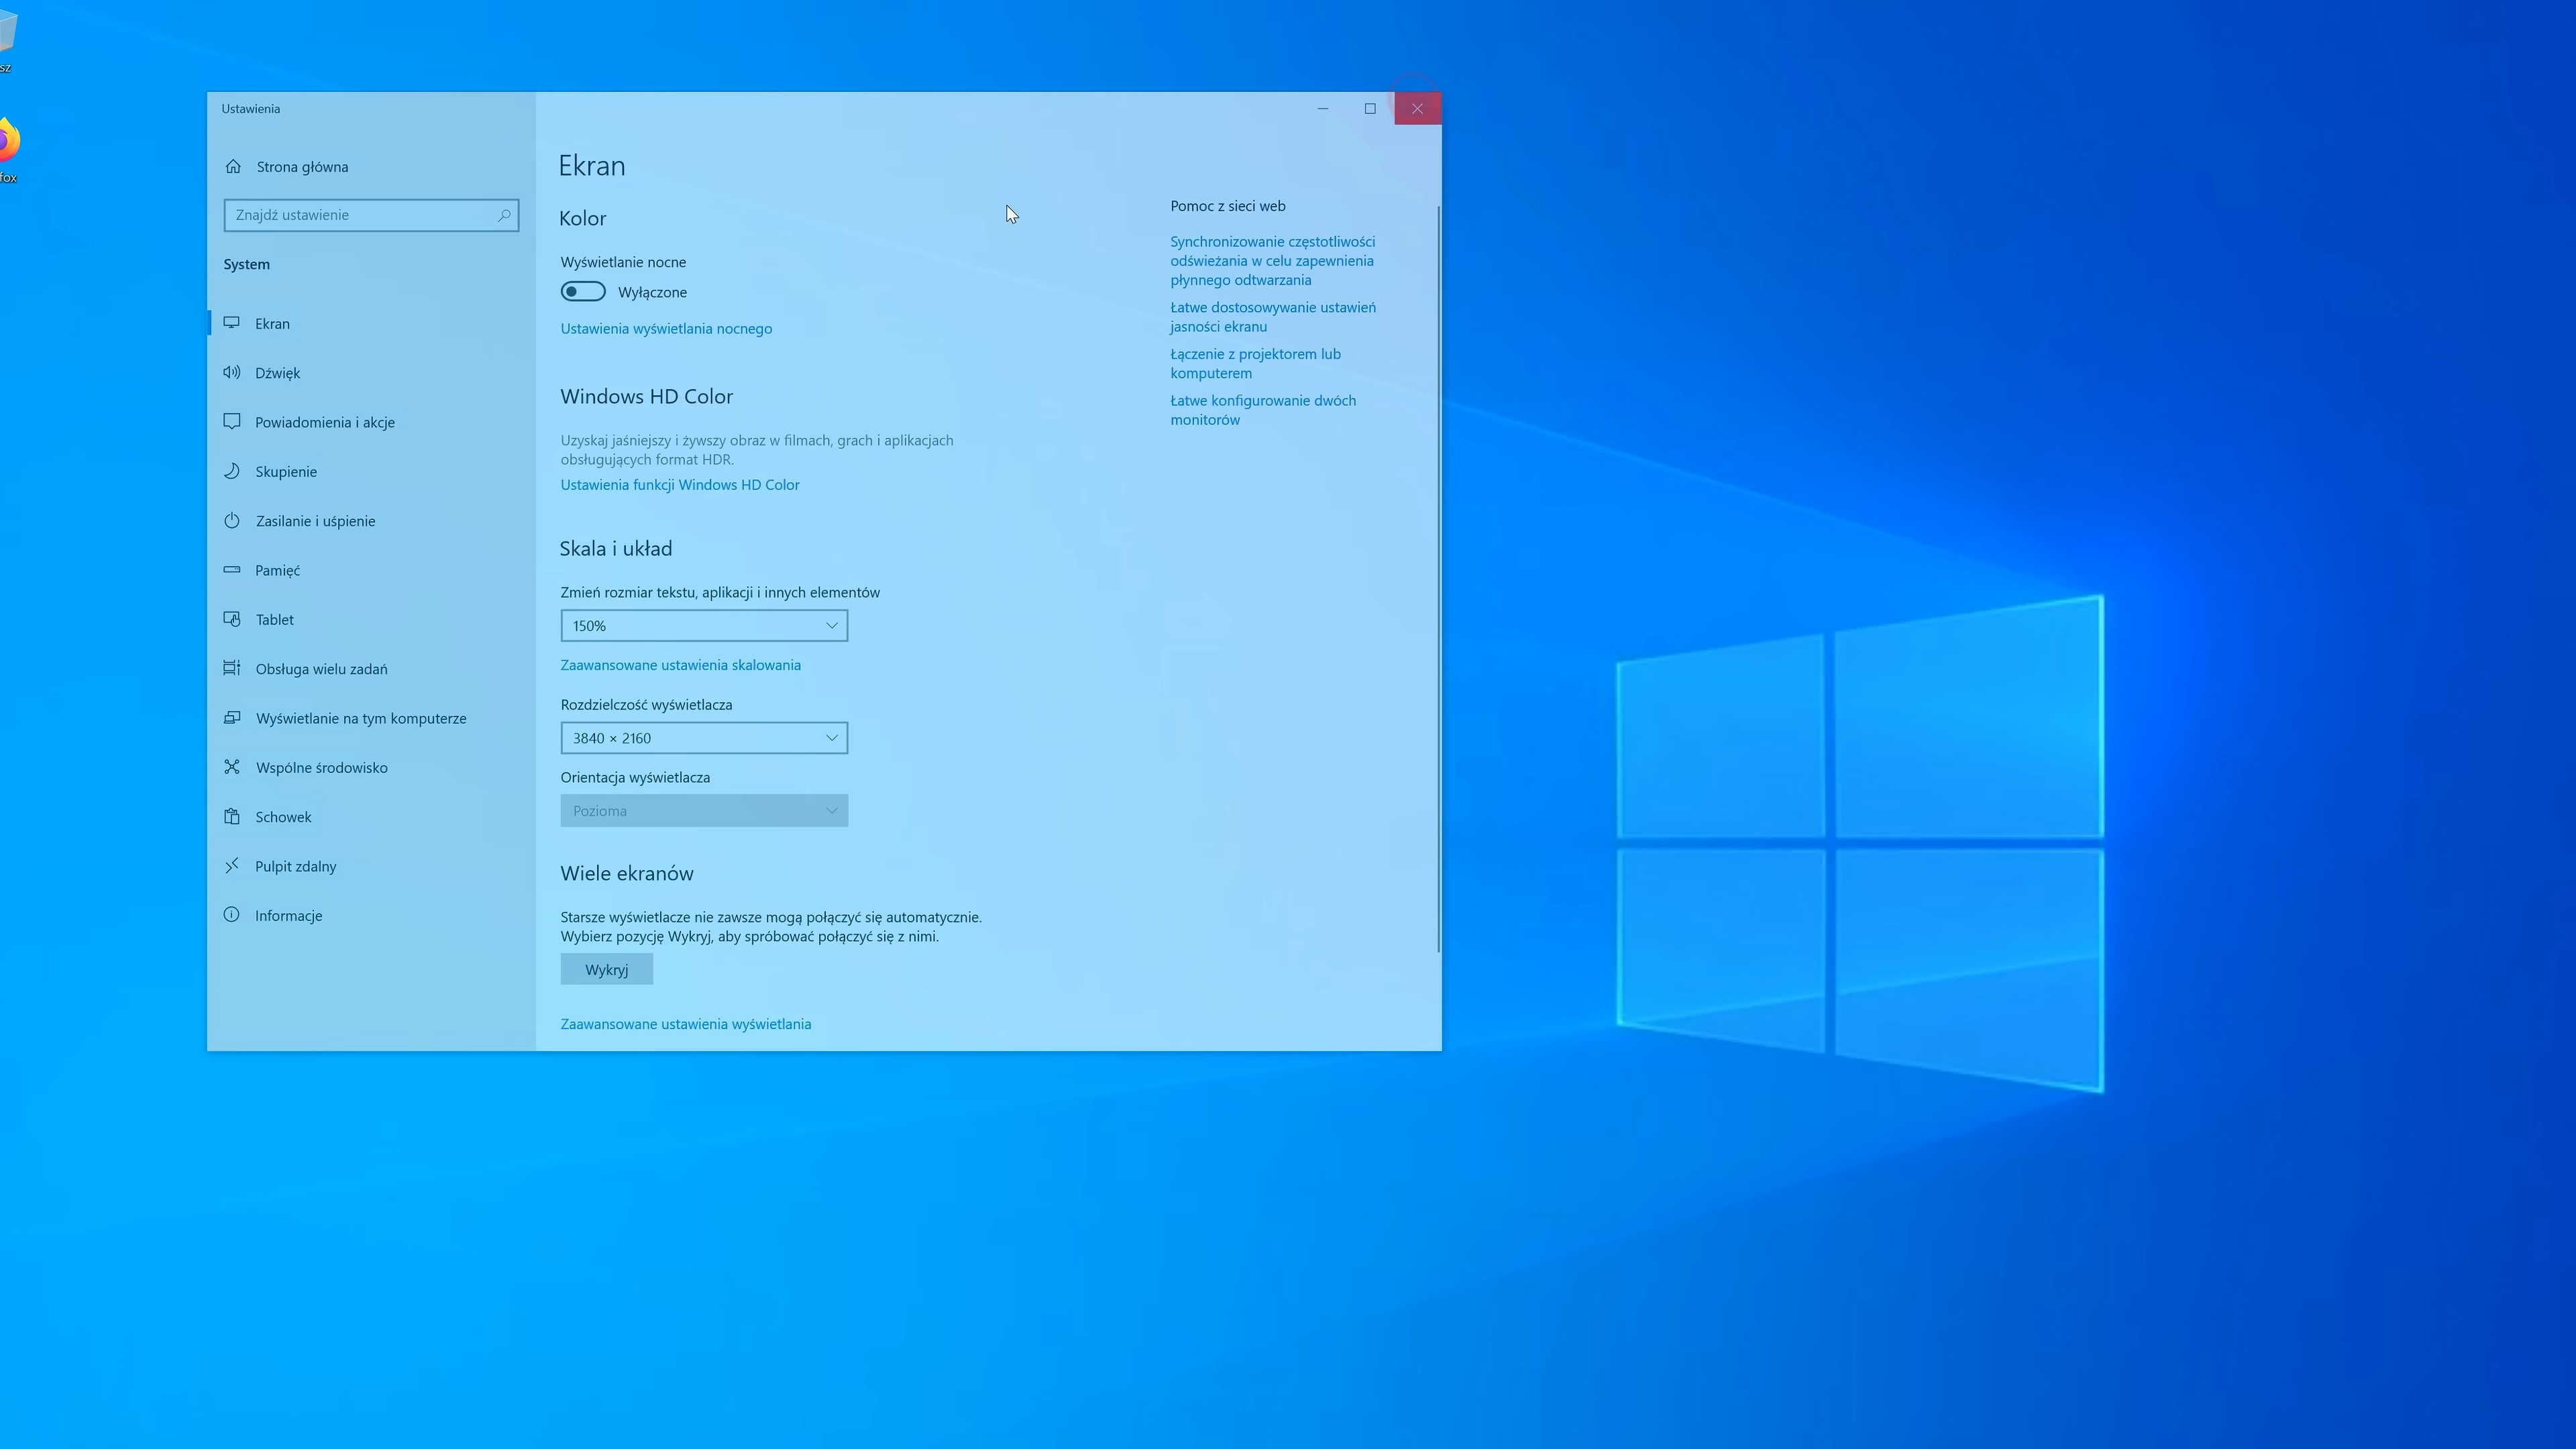 sz
fox
Ustawienia
Strona główna
Znajdź ustawienie
System
Ekran
Dźwięk
Powiadomienia i akcje
Skupienie
Zasilanie i uśpienie
Pamięć
Tablet
Obsługa wielu zadań
Wyświetlanie na tym komputerze
Wspólne środowisko
Schowek
Pulpit zdalny
Informacje
Ekran
Kolor
Wyświetlanie nocne
Wyłączone
Ustawienia wyświetlania nocnego
Windows HD Color
Uzyskaj jaśniejszy i żywszy obraz w filmach, grach i aplikacjach
obsługujących format HDR.
Ustawienia funkcji Windows HD Color
Skala i układ
Zmień rozmiar tekstu, aplikacji i innych elementów
150%
Zaawansowane ustawienia skalowania
Rozdzielczość wyświetlacza
3840 × 2160
Orientacja wyświetlacza
Pozioma
Wiele ekranów
Starsze wyświetlacze nie zawsze mogą połączyć się automatycznie.
Wybierz pozycję Wykryj, aby spróbować połączyć się z nimi.
Wykryj
Zaawansowane ustawienia wyświetlania
Pomoc z sieci web
Synchronizowanie częstotliwości
odświeżania w celu zapewnienia
płynnego odtwarzania
Łatwe dostosowywanie ustawień
jasności ekranu
Łączenie z projektorem lub
komputerem
Łatwe konfigurowanie dwóch
monitorów